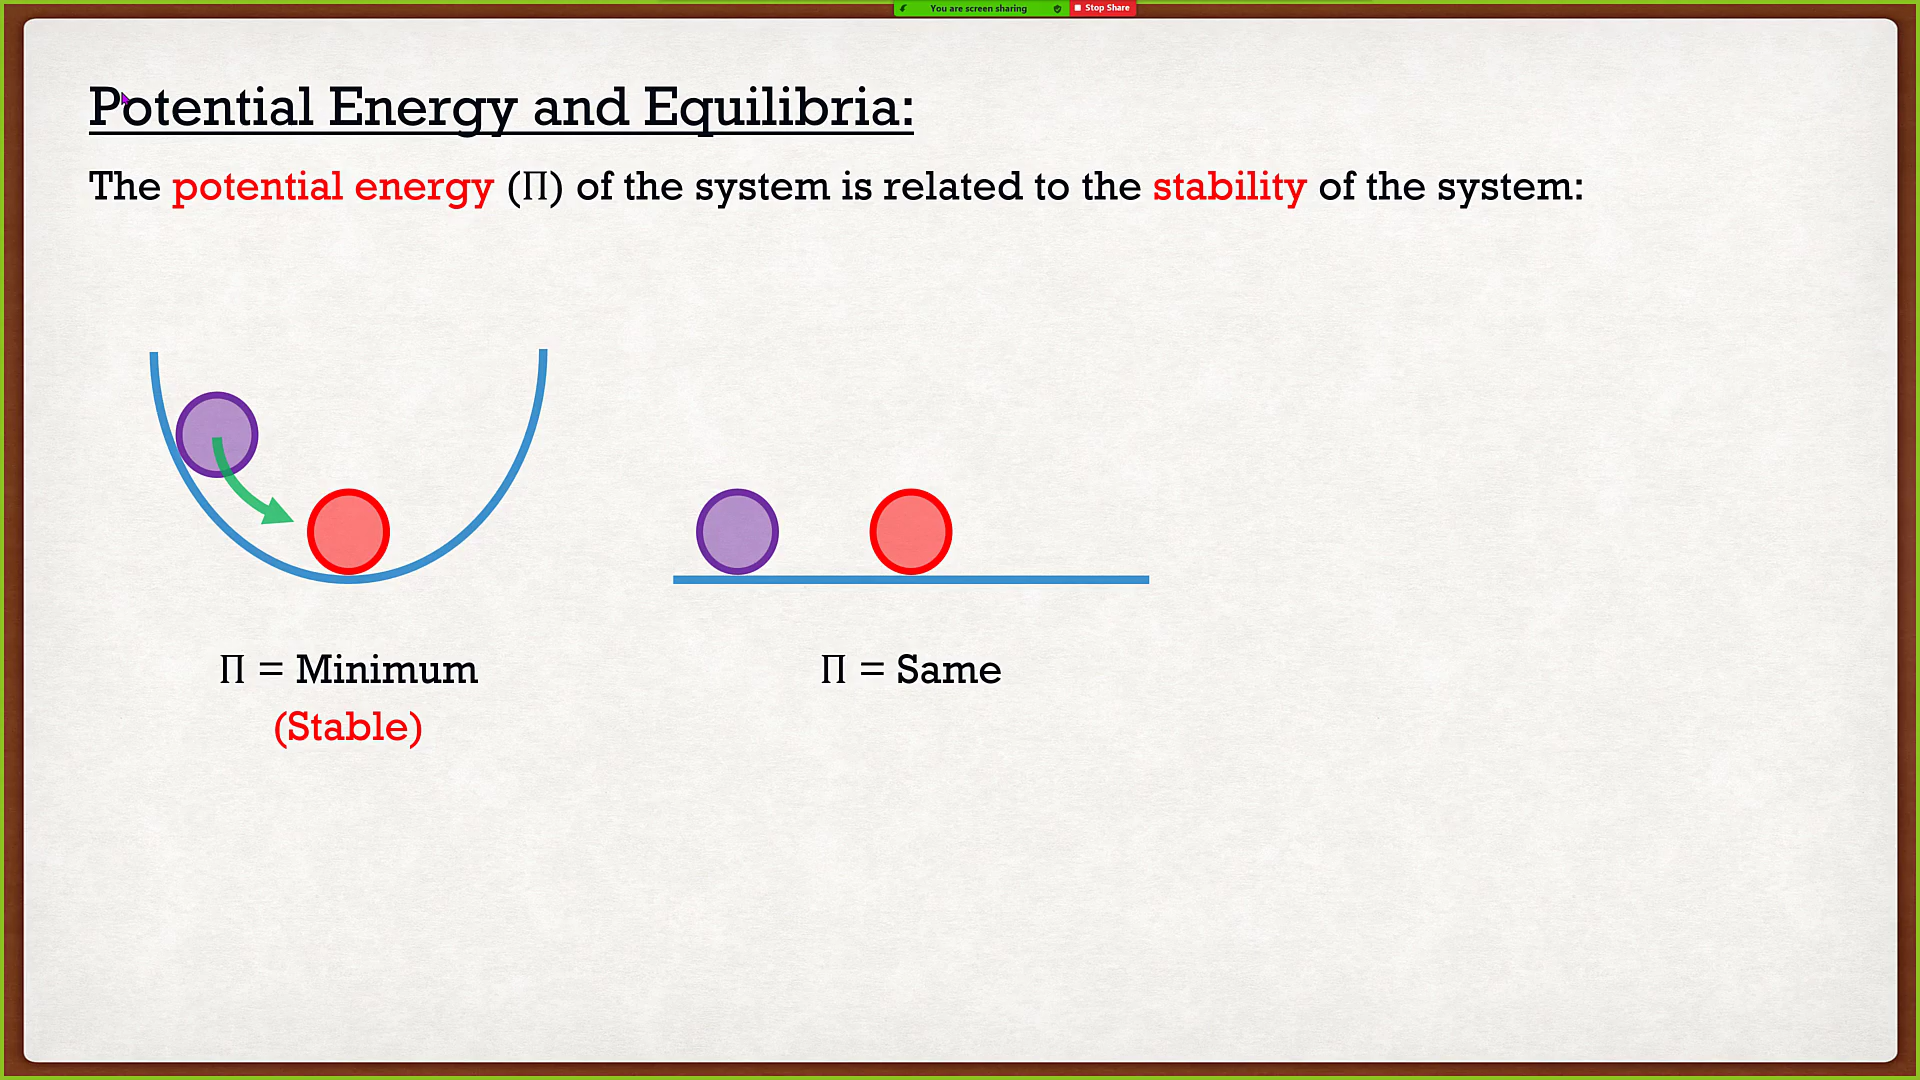 You are screen sharing
Stop Share
Potential Energy and Equilibria:
The potential energy (Π) of the system is related to the stability of the system:
Π = Minimum
(Stable)
Π = Same